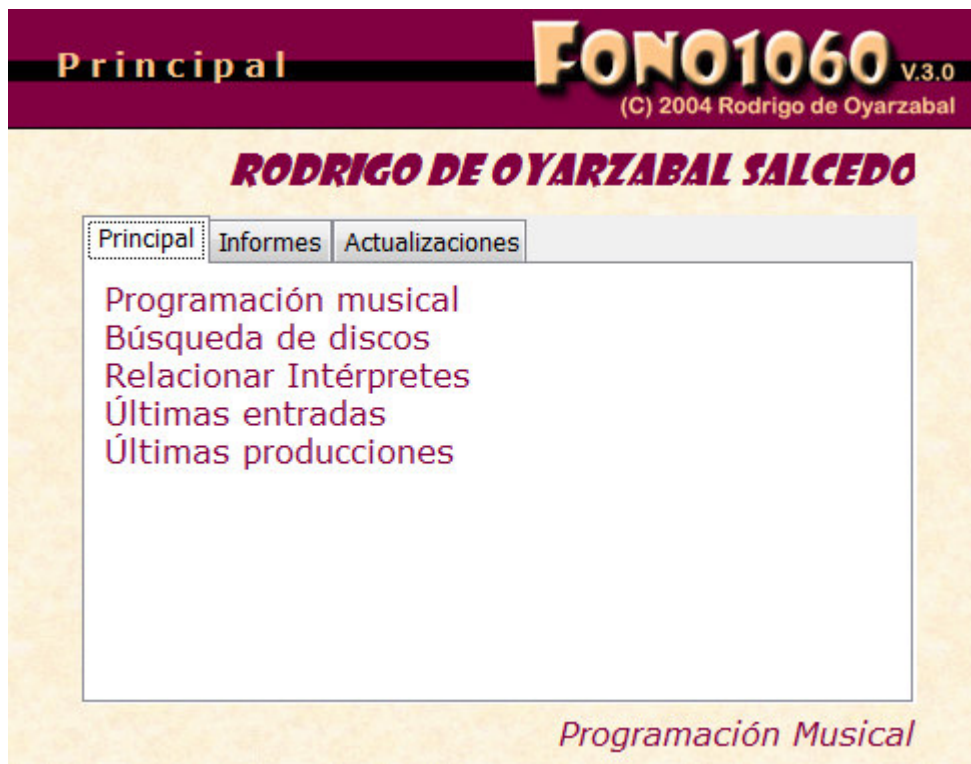 Principal
FONO1060 V.3.0
(C) 2004 Rodrigo de Oyarzabal
RODRIGO DE OYARZABAL SALCEDO
Principal Informes Actualizaciones
Programación musical
Búsqueda de discos
Relacionar Intérpretes
Últimas entradas
Últimas producciones
Programación Musical